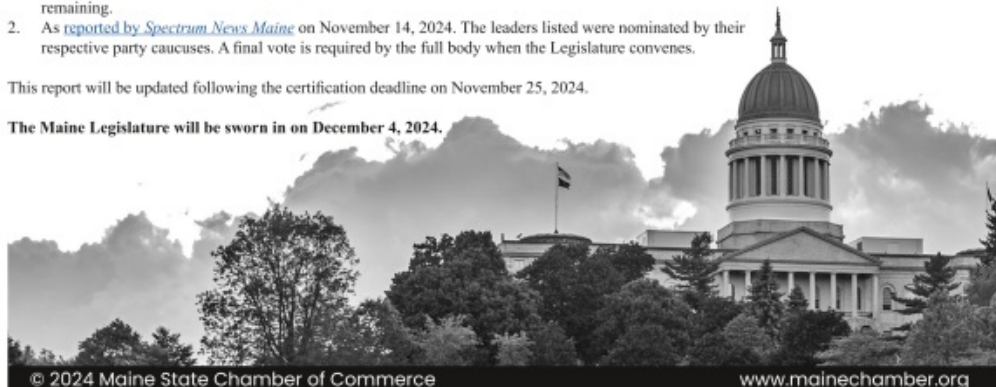 remaining.
2. As reported by Spectrum News Maine on November 14, 2024. The leaders listed were nominated by their
respective party caucuses. A final vote is required by the full body when the Legislature convenes.
This report will be updated following the certification deadline on November 25, 2024.
The Maine Legislature will be sworn in on December 4, 2024.
© 2024 Maine State Chamber of Commerce
www.mainechamber.org